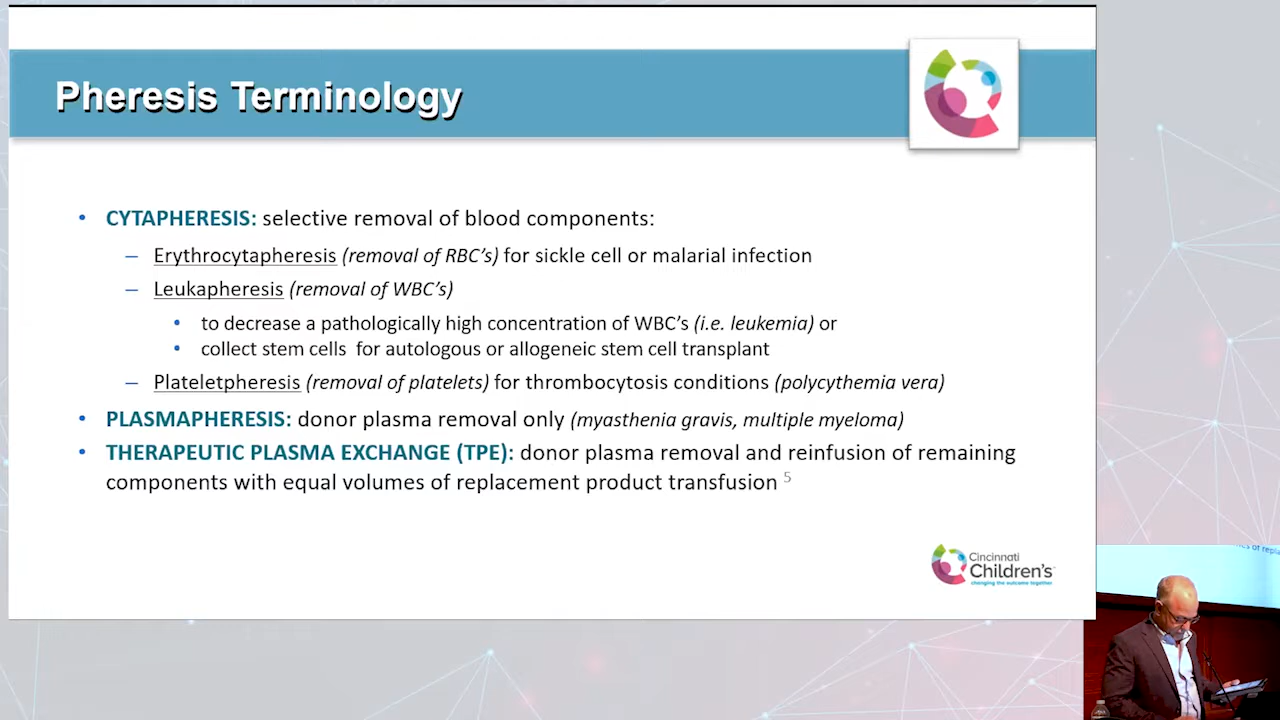 Pheresis Terminology
• CYTAPHERESIS: selective removal of blood components:
– Erythrocytapheresis (removal of RBC’s) for sickle cell or malarial infection
– Leukapheresis (removal of WBC’s)
• to decrease a pathologically high concentration of WBC’s (i.e. leukemia) or
• collect stem cells for autologous or allogeneic stem cell transplant
– Plateletpheresis (removal of platelets) for thrombocytosis conditions (polycythemia vera)
• PLASMAPHERESIS: donor plasma removal only (myasthenia gravis, multiple myeloma)
• THERAPEUTIC PLASMA EXCHANGE (TPE): donor plasma removal and reinfusion of remaining
components with equal volumes of replacement product transfusion 5
Cincinnati
Children's
changing the outcome together